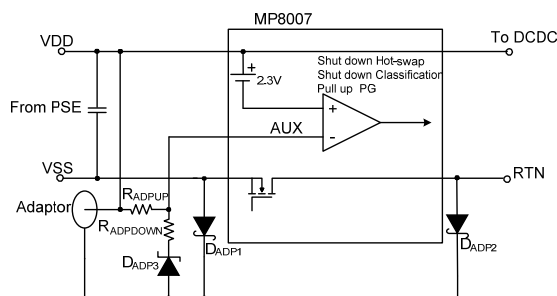 MP8007
VDD
To DCDC
+
2.3V
Shut down Hot-swap
Shut down Classification
Pull up PG
From PSE
+
AUX
-
VSS
RTN
Adaptor
RADPUP
RADPDOWN
DADP1
DADP2
DADP3